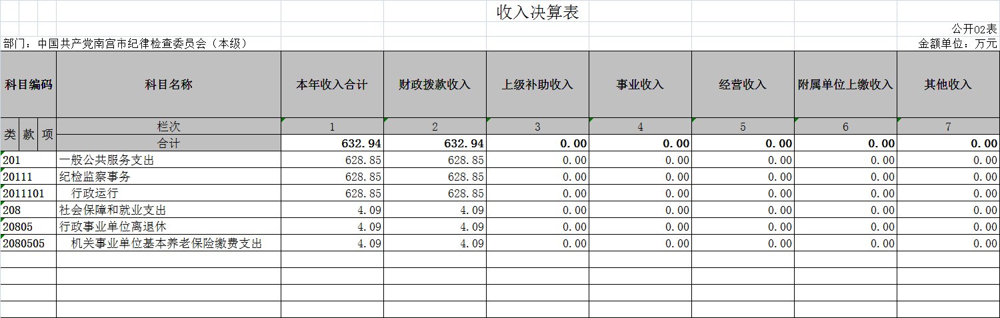 收入决算表
公开02表
部门：中国共产党南宫市纪律检查委员会（本级） 金额单位：万元
科目编码 科目名称 本年收入合计 财政拨款收入 上级补助收入 事业收入 经营收入 附属单位上缴收入 其他收入
类 款 项 栏次 1 2 3 4 5 6 7
合计 632.94 632.94 0.00 0.00 0.00 0.00 0.00
201 一般公共服务支出 628.85 628.85 0.00 0.00 0.00 0.00 0.00
20111 纪检监察事务 628.85 628.85 0.00 0.00 0.00 0.00 0.00
2011101 行政运行 628.85 628.85 0.00 0.00 0.00 0.00 0.00
208 社会保障和就业支出 4.09 4.09 0.00 0.00 0.00 0.00 0.00
20805 行政事业单位离退休 4.09 4.09 0.00 0.00 0.00 0.00 0.00
2080505 机关事业单位基本养老保险缴费支出 4.09 4.09 0.00 0.00 0.00 0.00 0.00